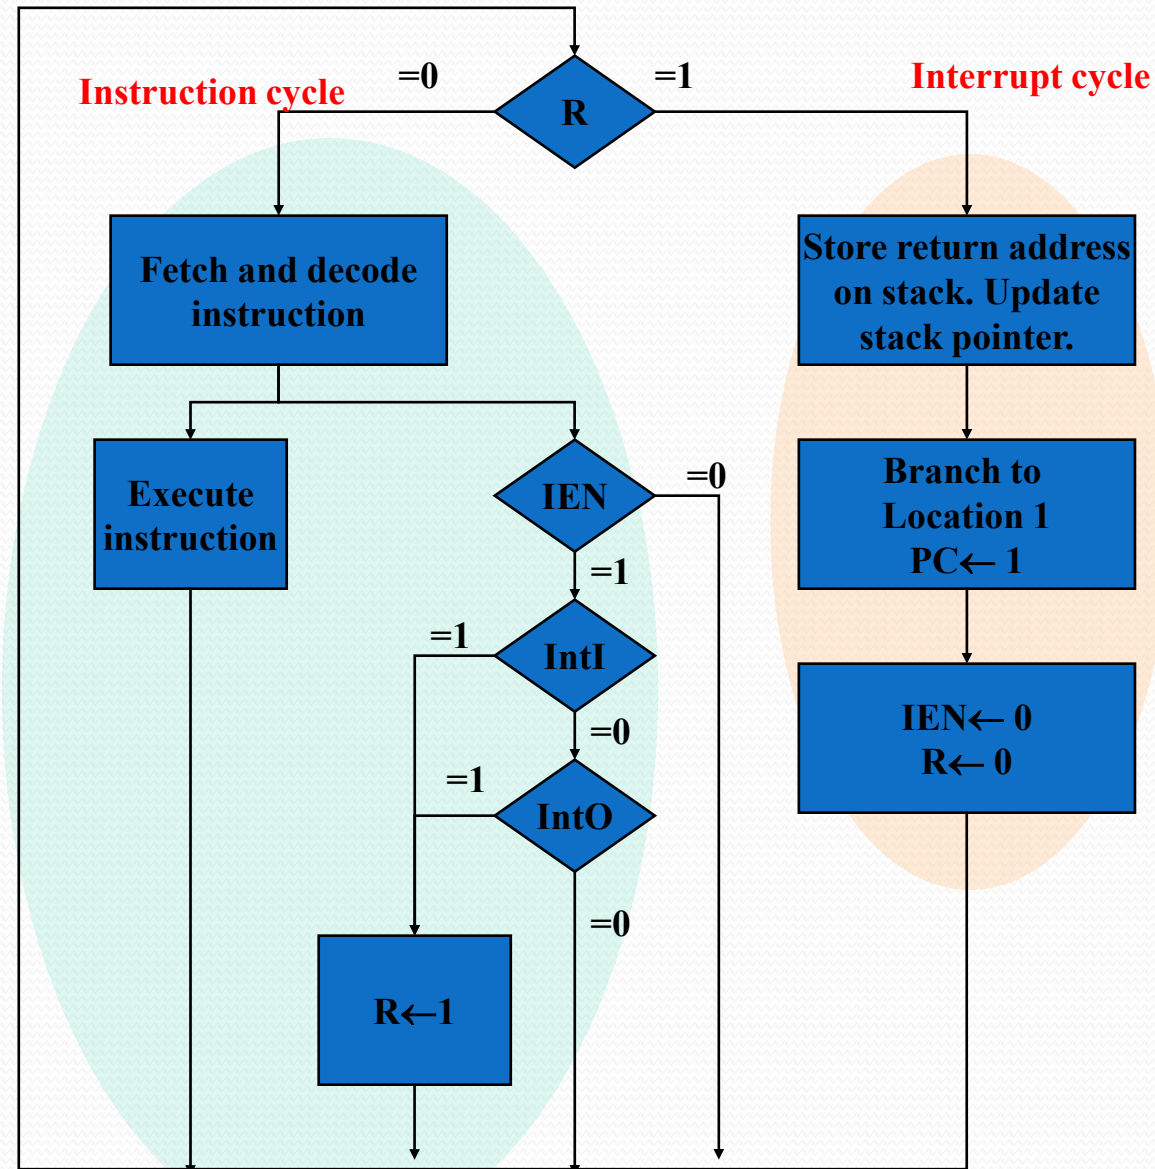 =0
=1
Instruction cycle
Interrupt cycle
R
Fetch and decode
instruction
Store return address
on stack. Update
stack pointer.
Execute
instruction
IEN
=0
=1
Branch to
Location 1
PC← 1
=1
IntI
=0
IEN← 0
R← 0
=1
IntO
=0
R←1